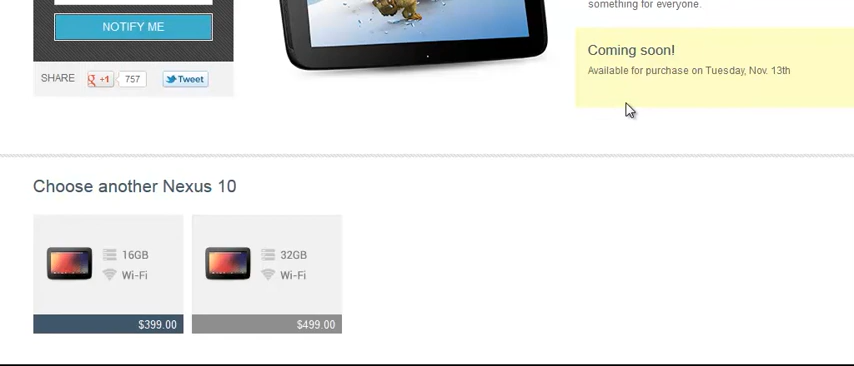 something for everyone.
NOTIFY ME
Coming soon!
Available for purchase on Tuesday, Nov. 13th
SHARE
+1
757
Tweet
Choose another Nexus 10
16GB
Wi-Fi
32GB
Wi-Fi
$399.00
$499.00